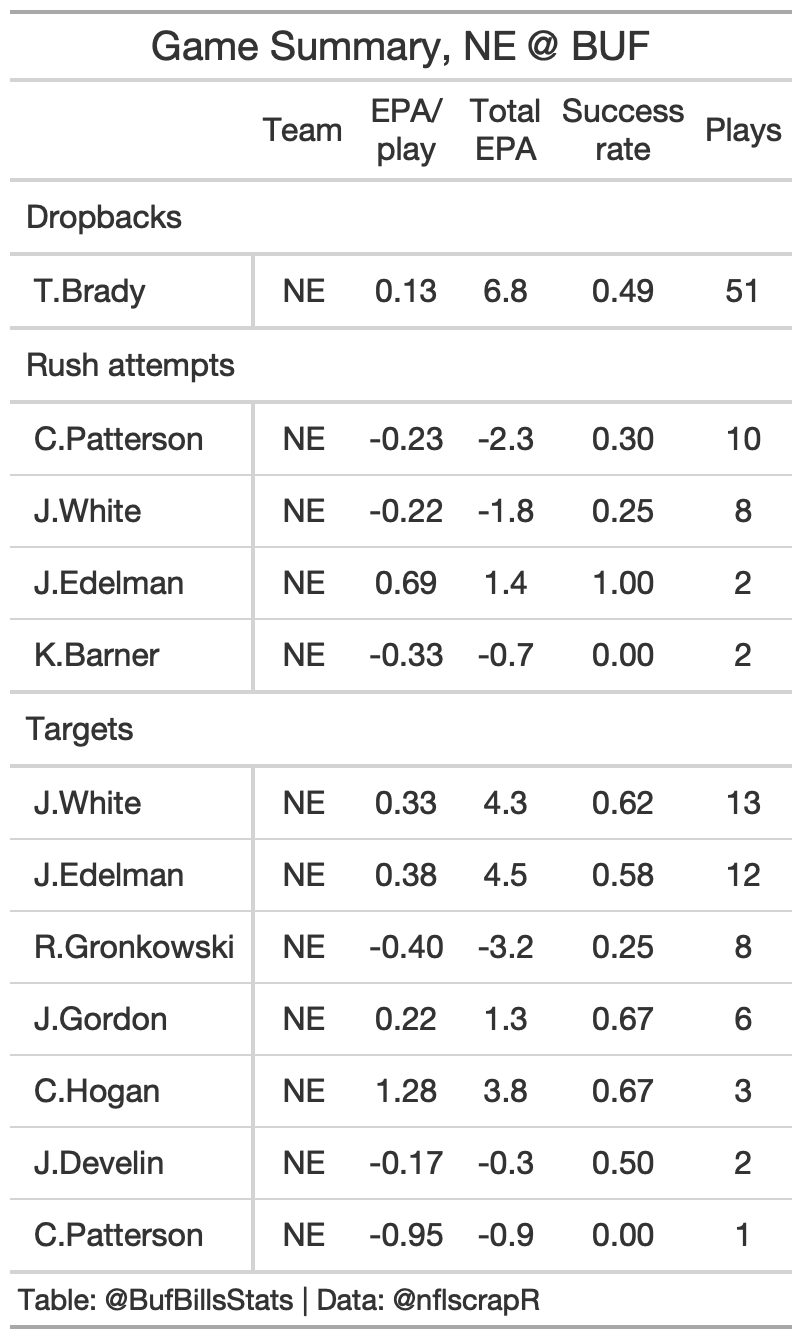 Game Summary, NE @ BUF
Team EPA/ play Total EPA Success rate Plays
Dropbacks
T.Brady NE 0.13 6.8 0.49 51
Rush attempts
C.Patterson NE -0.23 -2.3 0.30 10
J.White NE -0.22 -1.8 0.25 8
J.Edelman NE 0.69 1.4 1.00 2
K.Barner NE -0.33 -0.7 0.00 2
Targets
J.White NE 0.33 4.3 0.62 13
J.Edelman NE 0.38 4.5 0.58 12
R.Gronkowski NE -0.40 -3.2 0.25 8
J.Gordon NE 0.22 1.3 0.67 6
C.Hogan NE 1.28 3.8 0.67 3
J.Develin NE -0.17 -0.3 0.50 2
C.Patterson NE -0.95 -0.9 0.00 1
Table: @BufBillsStats | Data: @nflscrapR